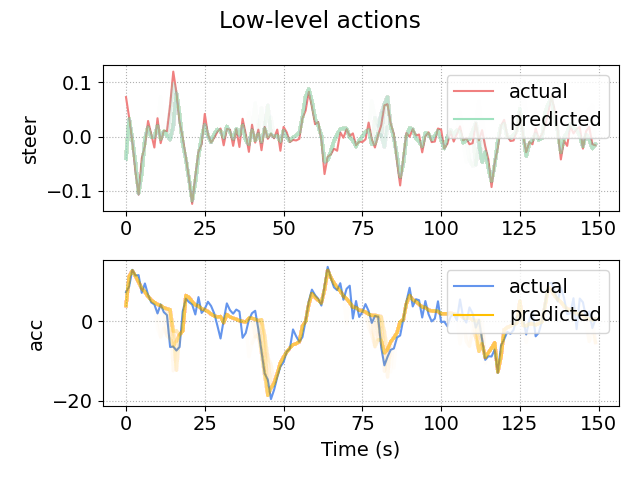 Low-level actions
0.1
0.0
−0.1
steer
actual
predicted
0 25 50 75 100 125 150
0
−20
acc
actual
predicted
0 25 50 75 100 125 150
Time (s)